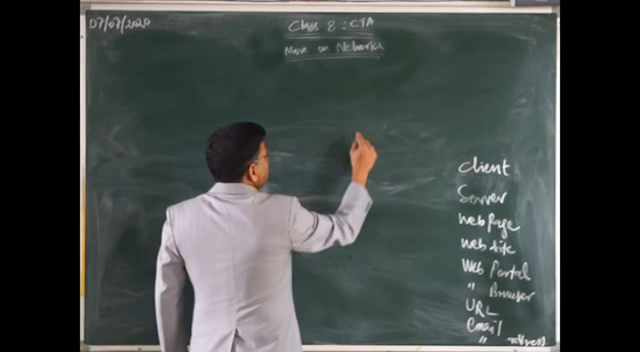 07/07/2020
Class 8 : CTA
More on Networks
Client
Server
Web Page
Web site
Web Portal
" Browser
URL
Email
" address